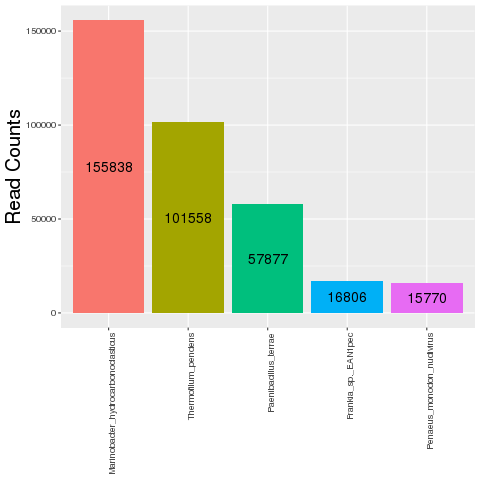 Read Counts
150000
100000
50000
0
155838
101558
57877
16806
15770
Marinobacter_hydrocarbonoclasticus
Thermofilum_pendens
Paenibacillus_terrae
Frankia_sp._EAN1pec
Penaeus_monodon_nudivirus